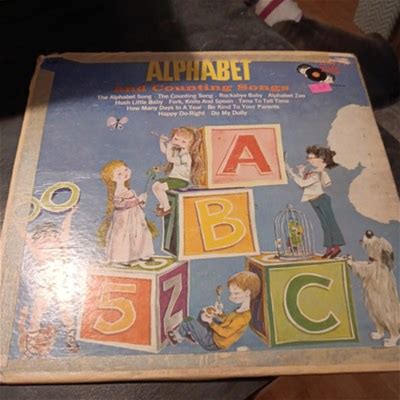 ALPHABET
and Counting Songs
The Alphabet Song · The Counting Song · Rockabye Baby · Alphabet Zoo
Hush Little Baby · Fork, Knife And Spoon · Time To Tell Time
How Many Days In A Year · Be Kind To Your Parents
Happy Do-Right · Do My Dolly
A
B
5 Z C